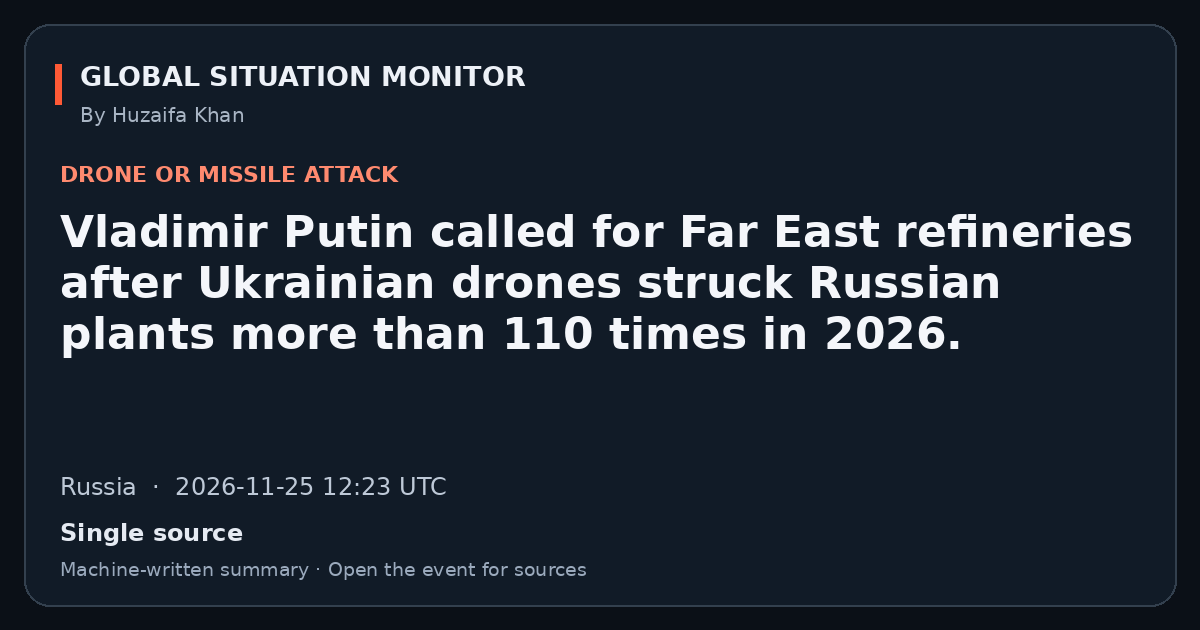 GLOBAL SITUATION MONITOR
By Huzaifa Khan
DRONE OR MISSILE ATTACK
Vladimir Putin called for Far East refineries
after Ukrainian drones struck Russian
plants more than 110 times in 2026.
Russia · 2026-11-25 12:23 UTC
Single source
Machine-written summary · Open the event for sources